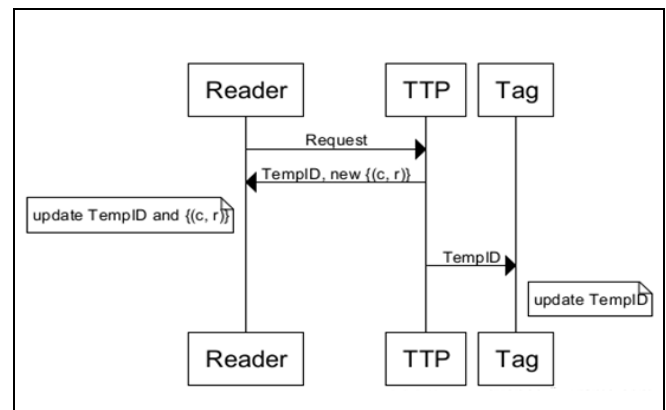 Reader
TTP
Tag
Request
TempID, new {(c, r)}
update TempID and {(c, r)}
TempID
update TempID
Reader
TTP
Tag